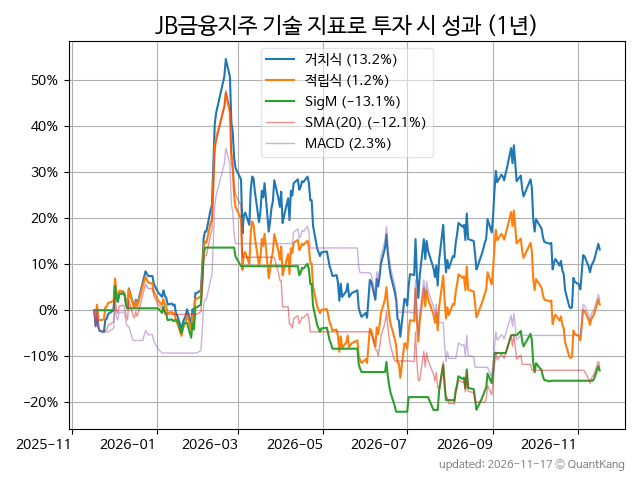 JB금융지주 기술 지표로 투자 시 성과 (1년)
거치식 (13.2%)
적립식 (1.2%)
SigM (−13.1%)
SMA(20) (−12.1%)
MACD (2.3%)
50%
40%
30%
20%
10%
0%
−10%
−20%
2025−11 2026−01 2026−03 2026−05 2026−07 2026−09 2026−11
updated: 2026-11-17 © QuantKang